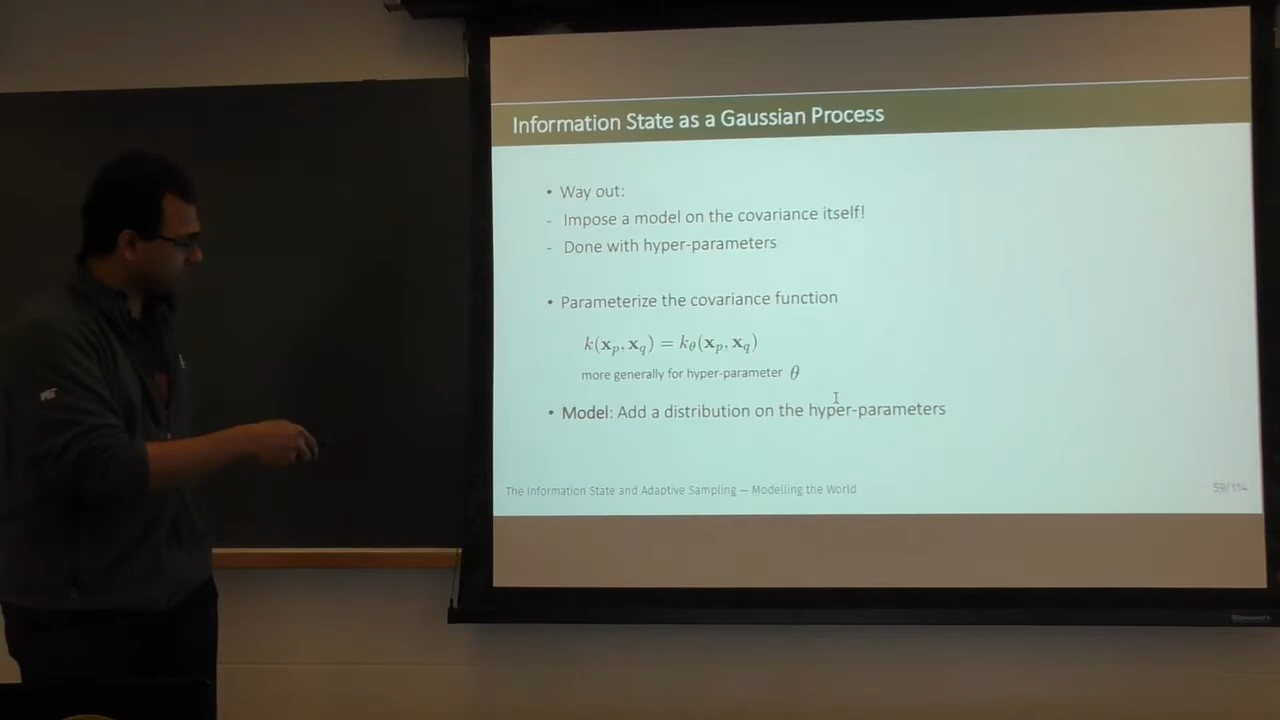 Information State as a Gaussian Process
• Way out:
- Impose a model on the covariance itself!
- Done with hyper-parameters
• Parameterize the covariance function
k(x_p, x_q) = k_θ(x_p, x_q)
more generally for hyper-parameter θ
• Model: Add a distribution on the hyper-parameters
The Information State and Adaptive Sampling — Modelling the World
59/114